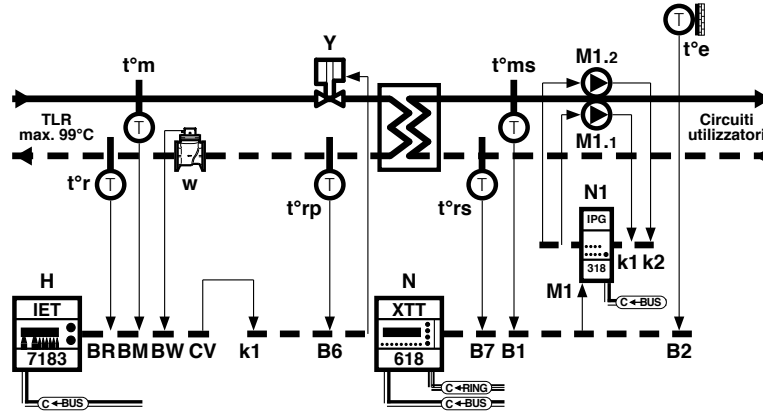 Y
T
t°e
t°m
t°ms
M1.2
TLR
max. 99°C
T
T
M1.1
Circuiti
utilizzatori
t°r
T
w
t°rp
T
t°rs
T
N1
IPG
318
k1 k2
H
N
M1
C BUS
IET
7183
XTT
618
BR BM BW CV k1 B6 B7 B1 B2
C RING
C BUS
C BUS